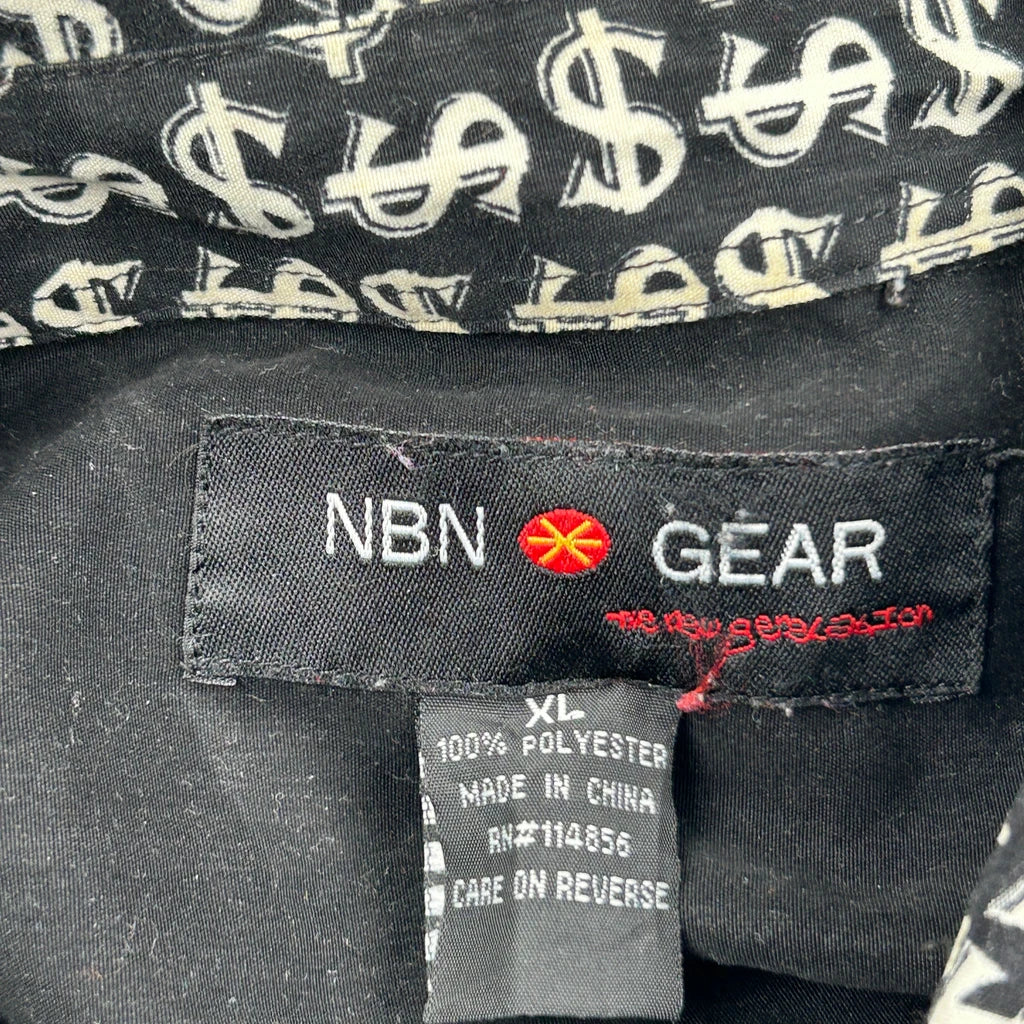 NBN GEAR
the new generation
XL
100% POLYESTER
MADE IN CHINA
RN#114856
CARE ON REVERSE